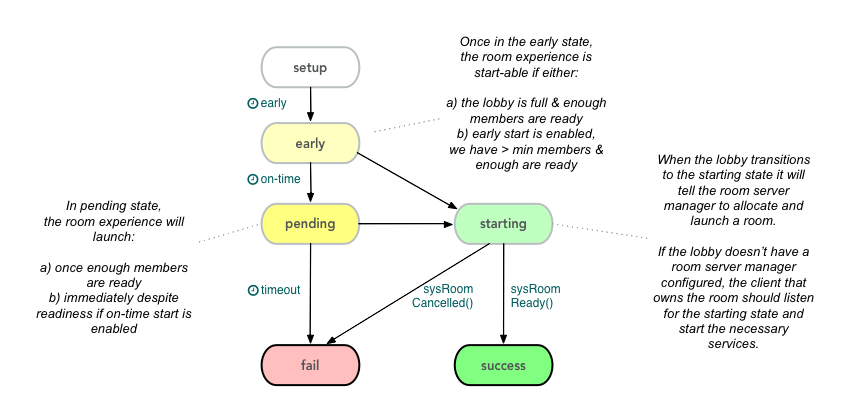 setup
early
early
on-time
pending
timeout
fail
starting
sysRoom
Cancelled()
sysRoom
Ready()
success
Once in the early state,
the room experience is
start-able if either:
a) the lobby is full & enough
members are ready
b) early start is enabled,
we have > min members &
enough are ready
In pending state,
the room experience will
launch:
a) once enough members
are ready
b) immediately despite
readiness if on-time start is
enabled
When the lobby transitions
to the starting state it will
tell the room server
manager to allocate and
launch a room.
If the lobby doesn't have a
room server manager
configured, the client that
owns the room should listen
for the starting state and
start the necessary
services.